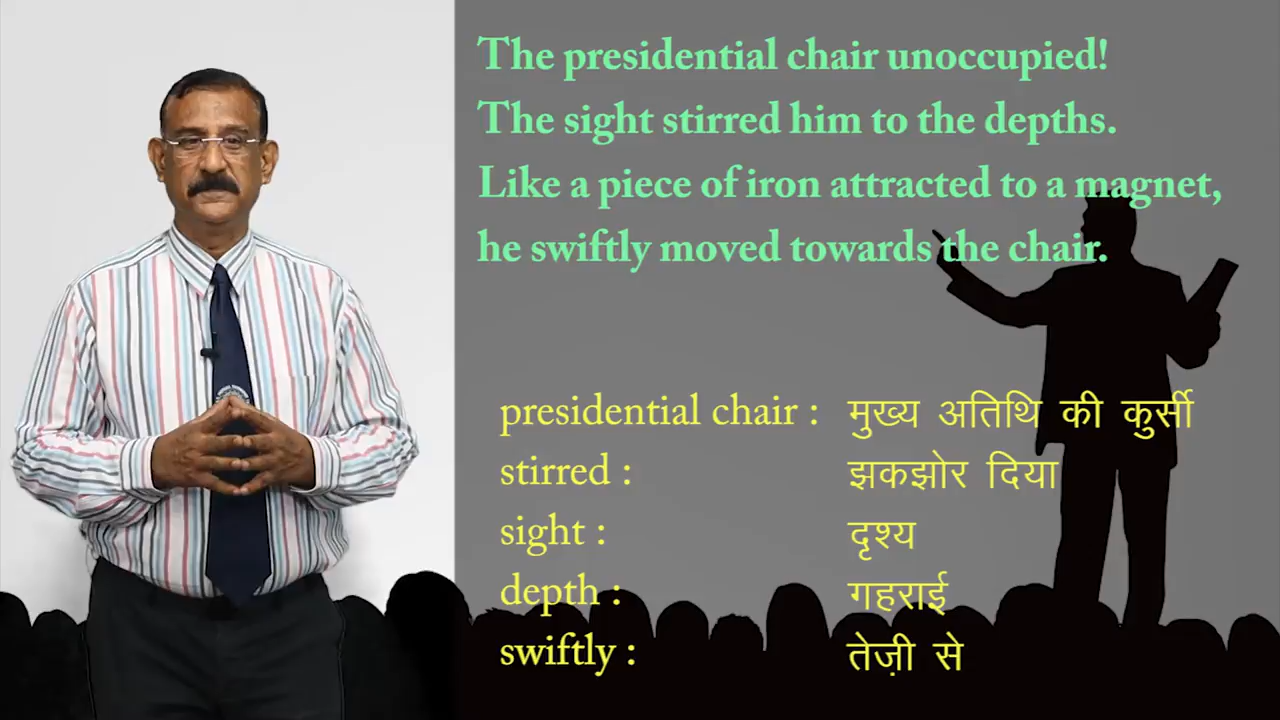 The presidential chair unoccupied!
The sight stirred him to the depths.
Like a piece of iron attracted to a magnet,
he swiftly moved towards the chair.
presidential chair : मुख्य अतिथि की कुर्सी
stirred : झकझोर दिया
sight : दृश्य
depth : गहराई
swiftly : तेज़ी से